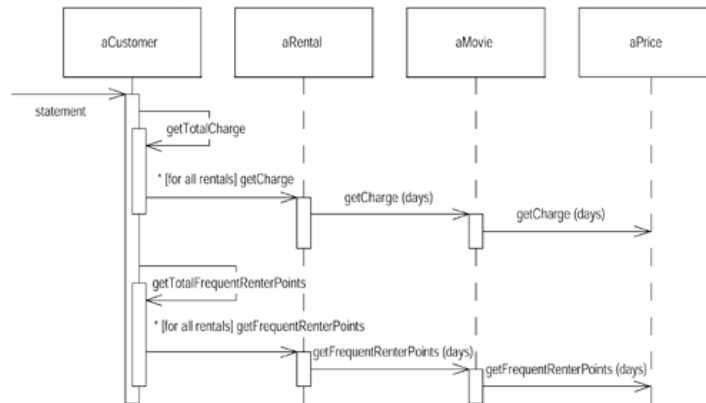 aCustomer
aRental
aMovie
aPrice
statement
getTotalCharge
* [for all rentals] getCharge
getCharge (days)
getCharge (days)
getTotalFrequentRenterPoints
* [for all rentals] getFrequentRenterPoints
getFrequentRenterPoints (days)
getFrequentRenterPoints (days)